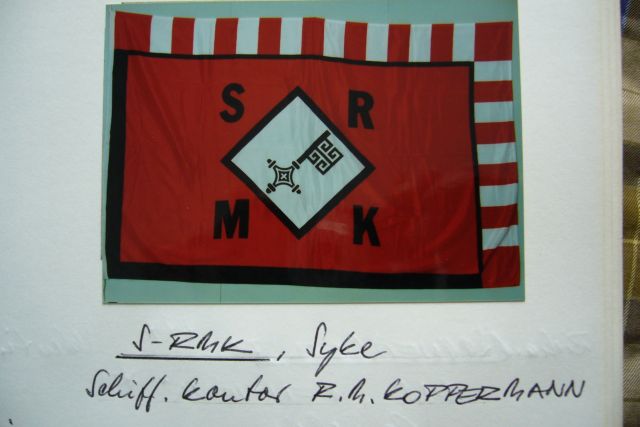 S R
M K
S-RMK, Syke
Schiff. Kontor R.M. KOPPERMANN